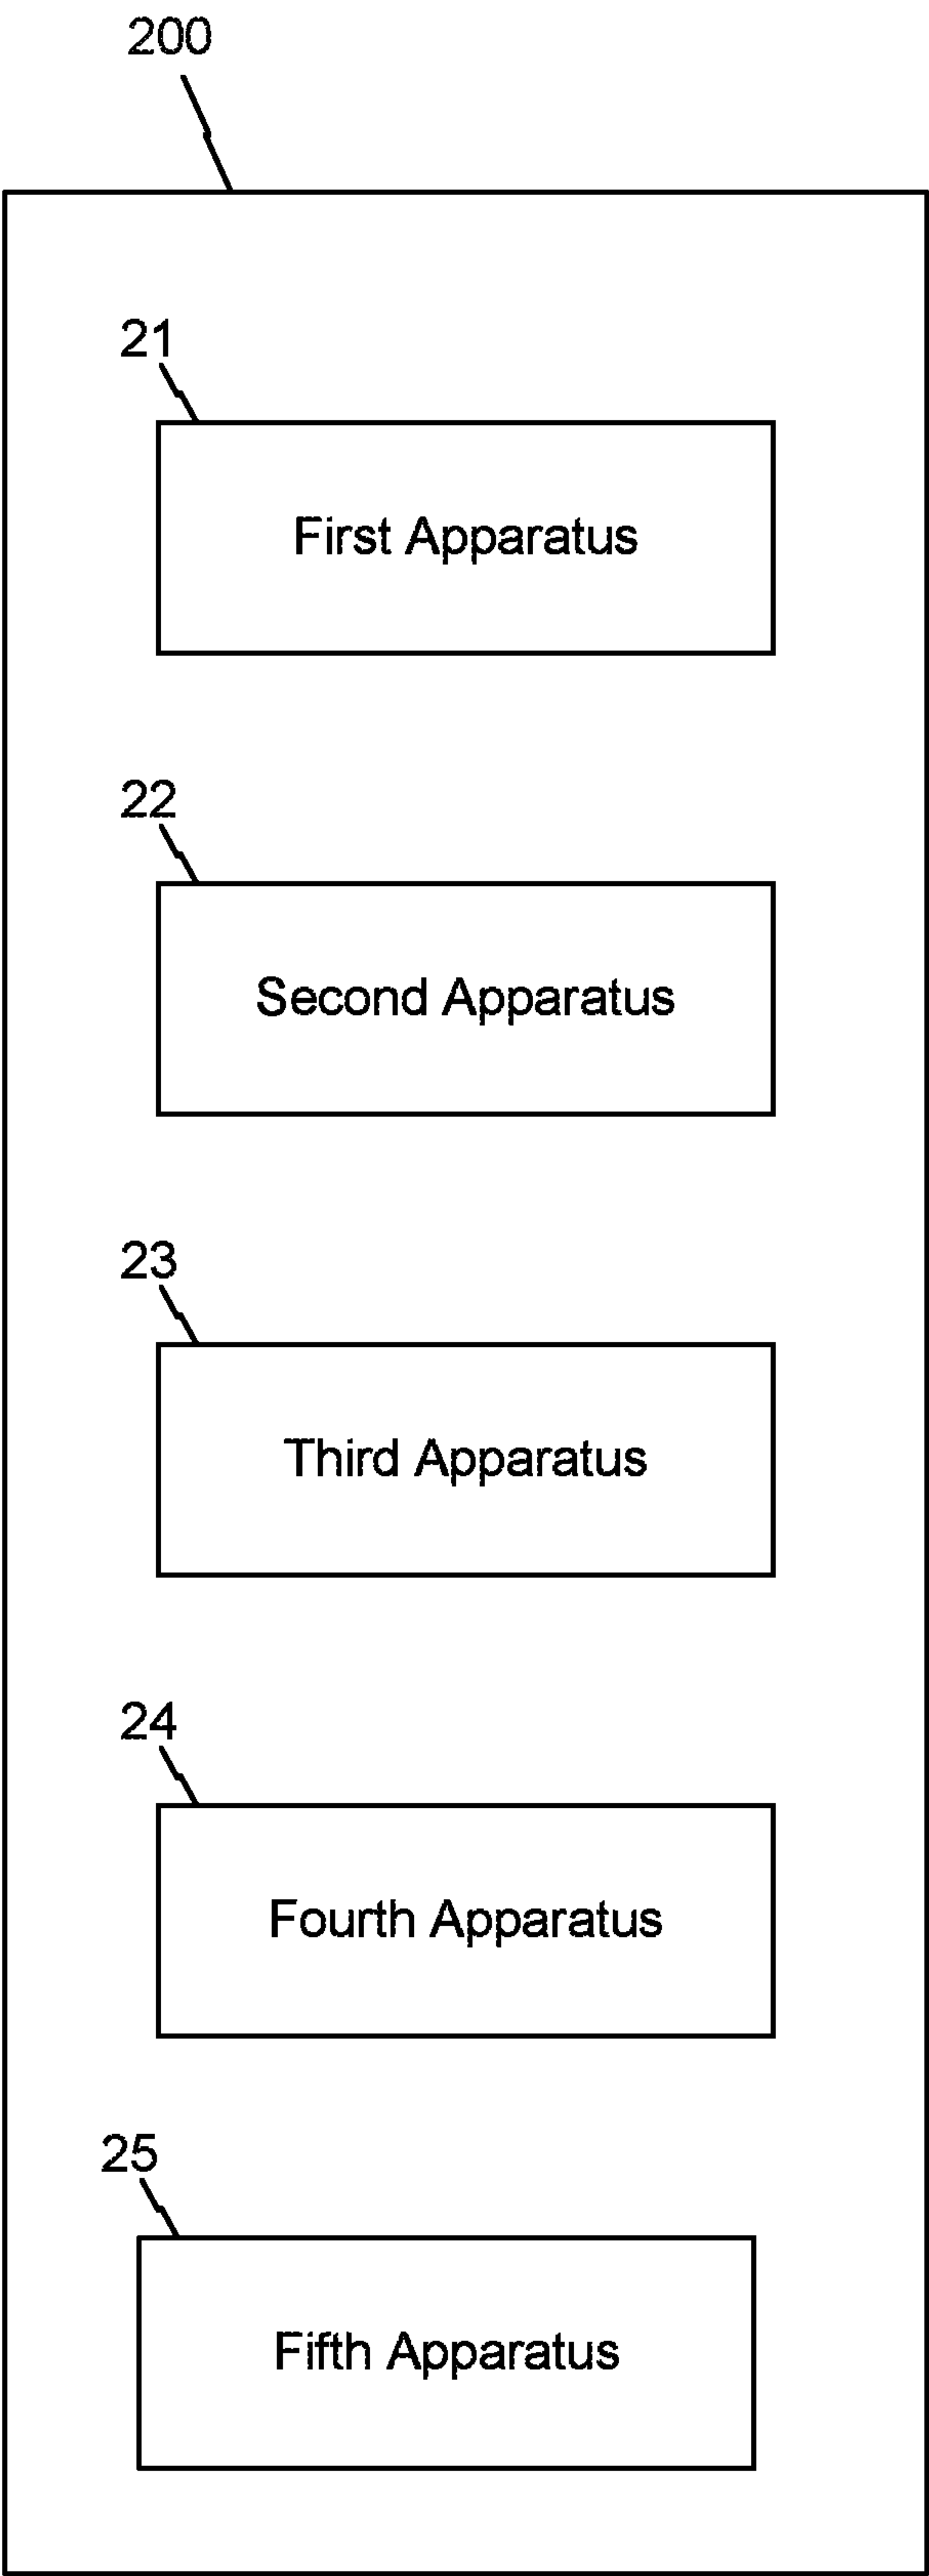 200
21
First Apparatus
22
Second Apparatus
23
Third Apparatus
24
Fourth Apparatus
25
Fifth Apparatus